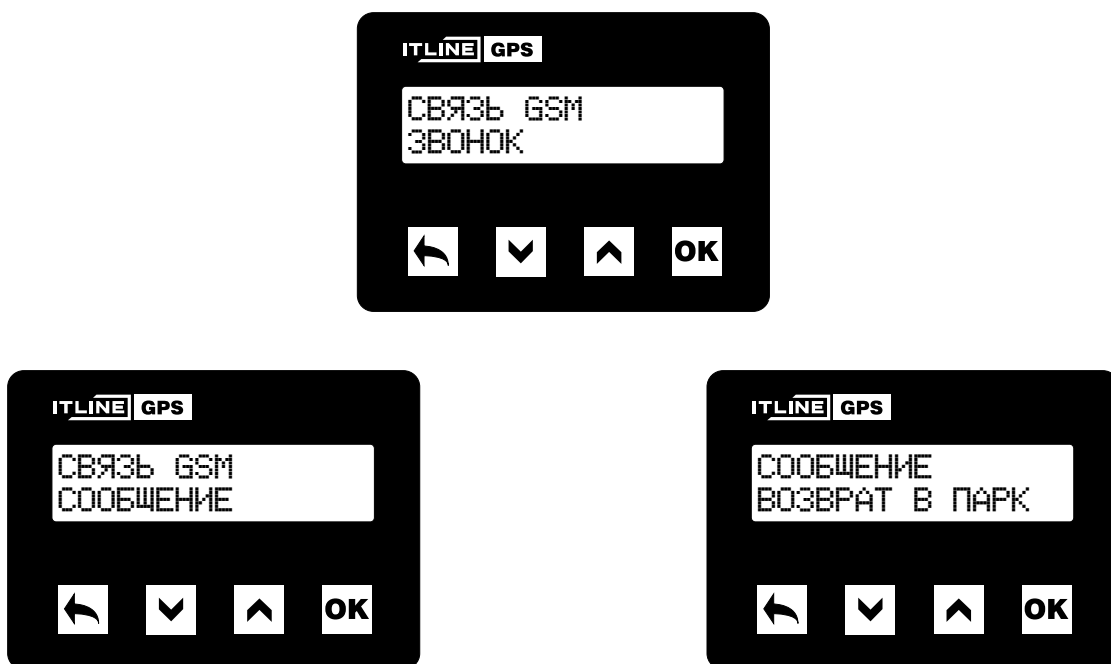 ITLINE GPS
СВЯЗЬ GSM
ЗВОНОК
OK
ITLINE GPS
СВЯЗЬ GSM
СООБЩЕНИЕ
OK
ITLINE GPS
СООБЩЕНИЕ
ВОЗВРАТ В ПАРК
OK